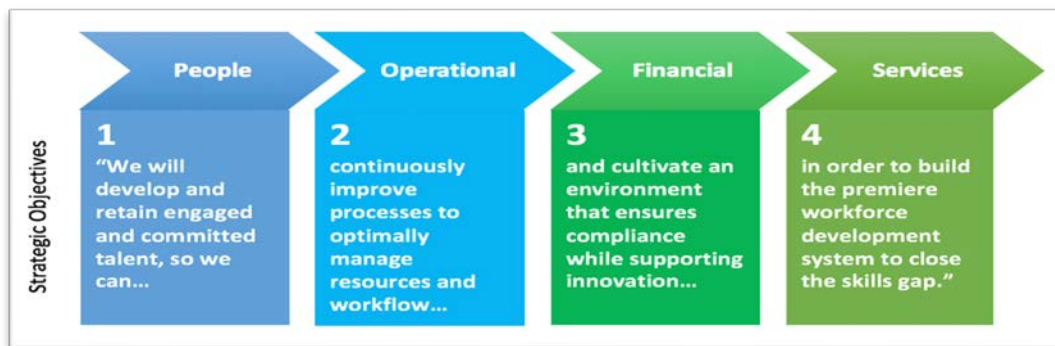 Strategic Objectives
People
1
“We will
develop and
retain engaged
and committed
talent, so we
can…
Operational
2
continuously
improve
processes to
optimally
manage
resources and
workflow…
Financial
3
and cultivate an
environment
that ensures
compliance
while supporting
innovation…
Services
4
in order to build
the premiere
workforce
development
system to close
the skills gap.”